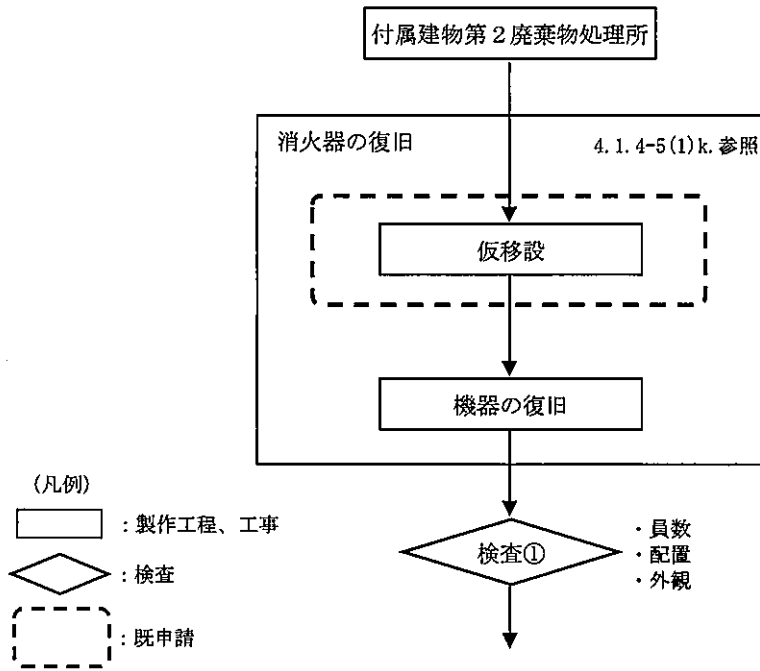 付属建物第2廃棄物処理所
消火器の復旧
4.1.4-5(1)k.参照
仮移設
機器の復旧
検査①
・員数
・配置
・外観
(凡例)
：製作工程、工事
：検査
：既申請